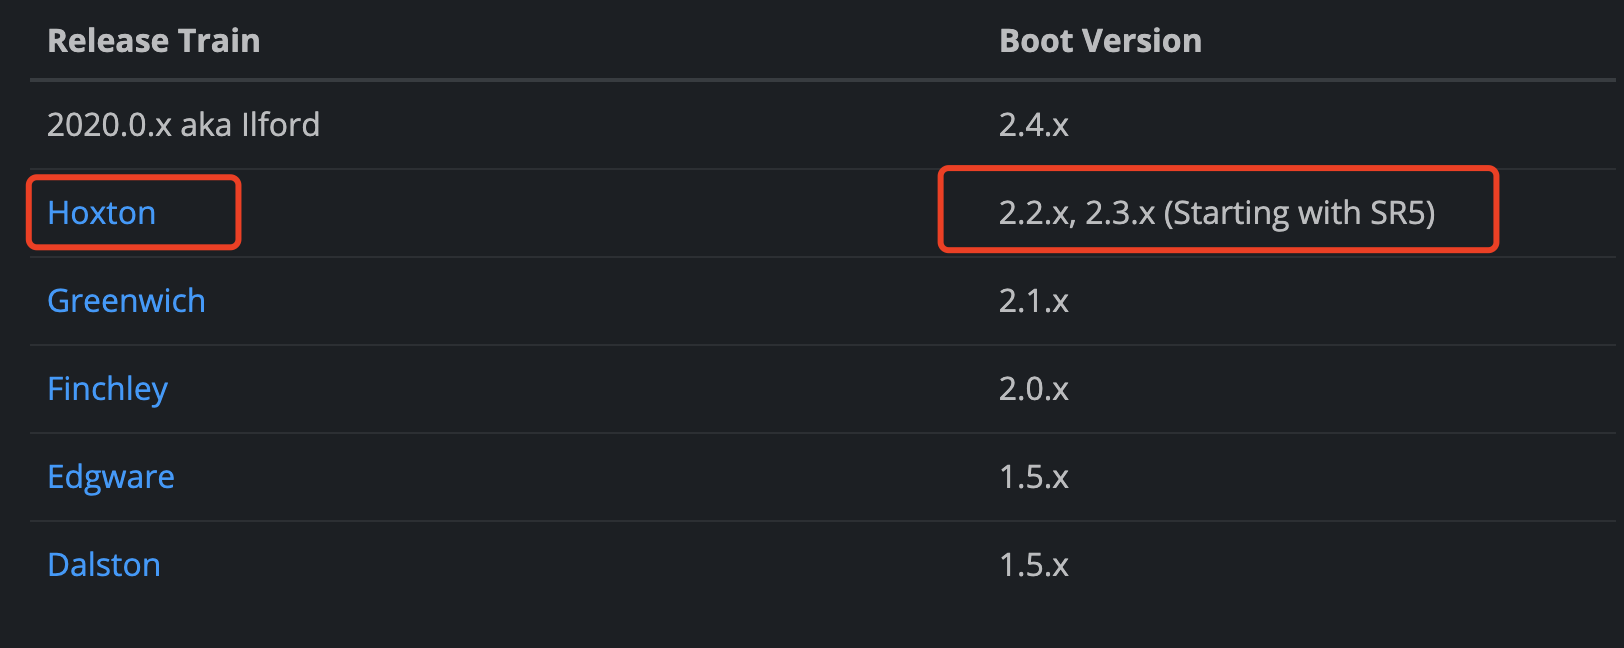 Release Train Boot Version
2020.0.x aka Ilford 2.4.x
Hoxton 2.2.x, 2.3.x (Starting with SR5)
Greenwich 2.1.x
Finchley 2.0.x
Edgware 1.5.x
Dalston 1.5.x